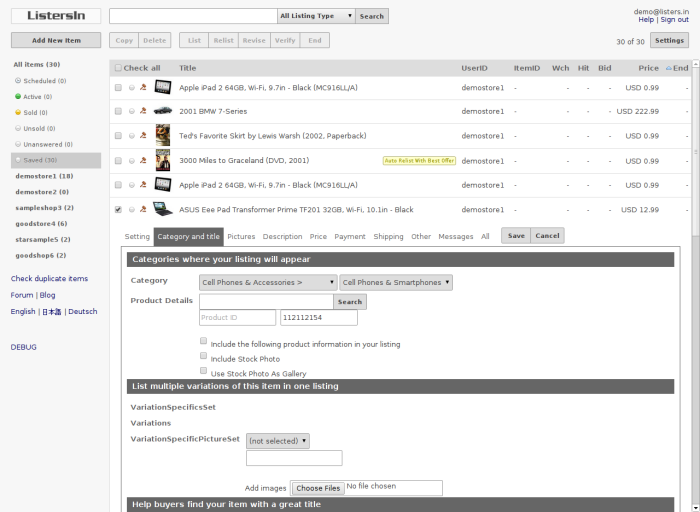 ListersIn
All Listing Type
Search
demo@listers.in
Help | Sign out
Add New Item
Copy Delete
List Relist Revise Verify End
30 of 30
Settings
All items (30)
Scheduled (0)
Active (0)
Sold (0)
Unsold (0)
Unanswered (0)
Saved (30)
demostore1 (18)
demostore2 (0)
sampleshop3 (2)
goodstore4 (6)
starsample5 (2)
goodshop6 (2)
Check duplicate items
Forum | Blog
English | 日本語 | Deutsch
DEBUG
Check all Title UserID ItemID Wch Hit Bid Price End
Apple iPad 2 64GB, Wi-Fi, 9.7in - Black (MC916LL/A) demostore1 - - - - USD 0.99 -
2001 BMW 7-Series demostore1 - - - - USD 222.99 -
Ted's Favorite Skirt by Lewis Warsh (2002, Paperback) demostore1 - - - - USD 0.99 -
3000 Miles to Graceland (DVD, 2001) Auto Relist With Best Offer demostore1 - - - - USD 0.99 -
Apple iPad 2 64GB, Wi-Fi, 9.7in - Black (MC916LL/A) demostore1 - - - - USD 0.99 -
ASUS Eee Pad Transformer Prime TF201 32GB, Wi-Fi, 10.1in - Black demostore1 - - - - USD 12.99 -
Setting Category and title Pictures Description Price Payment Shipping Other Messages All Save Cancel
Categories where your listing will appear
Category Cell Phones & Accessories > Cell Phones & Smartphones
Product Details Search
Product ID 112112154
Include the following product information in your listing
Include Stock Photo
Use Stock Photo As Gallery
List multiple variations of this item in one listing
VariationSpecificsSet
Variations
VariationSpecificPictureSet (not selected)
Add images Choose Files No file chosen
Help buyers find your item with a great title